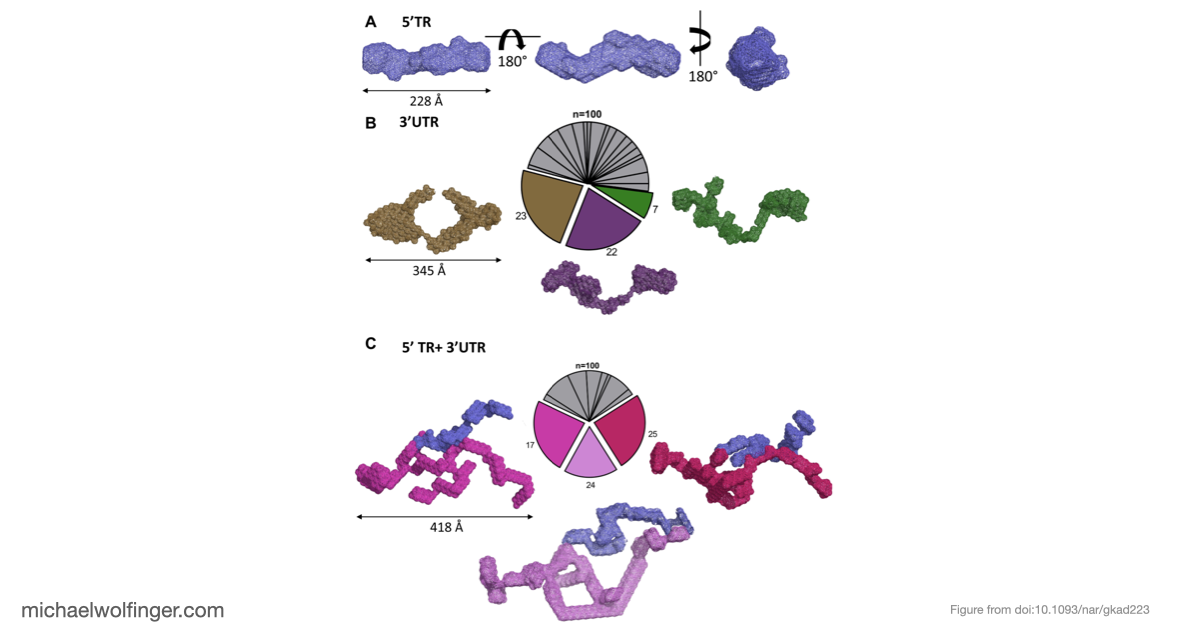 A 5'TR
180°
180°
228 Å
B 3'UTR
n=100
23
7
22
345 Å
C 5' TR+ 3'UTR
n=100
17
25
24
418 Å
michaelwolfinger.com
Figure from doi:10.1093/nar/gkad223